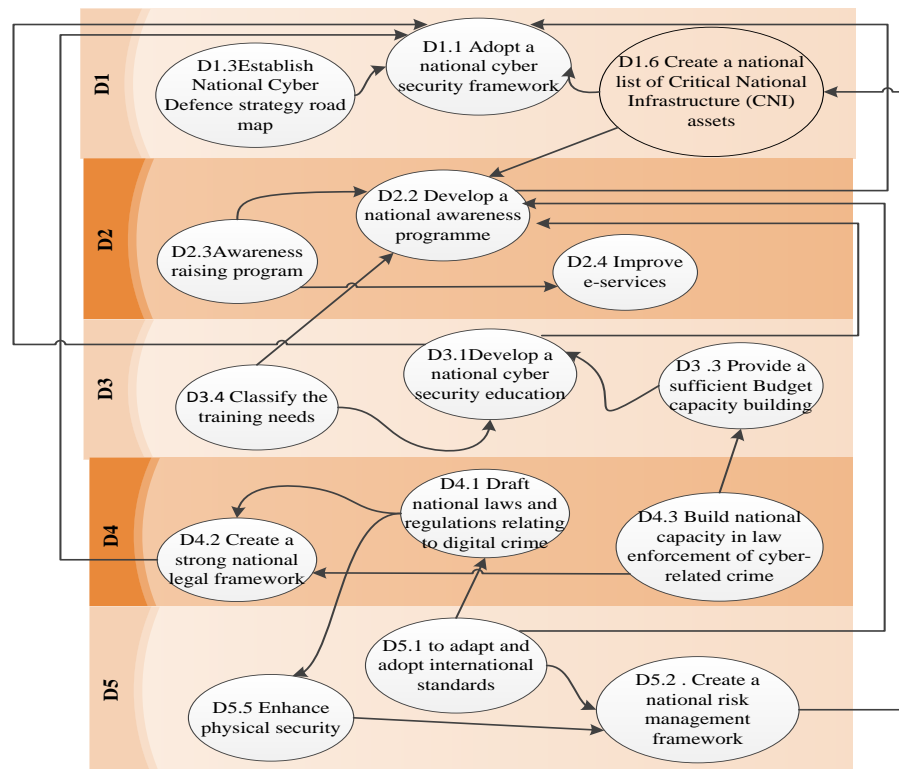 D1
D1.1 Adopt a
national cyber
security framework
D1.3Establish
National Cyber
Defence strategy road
map
D1.6 Create a national
list of Critical National
Infrastructure (CNI)
assets
D2
D2.2 Develop a
national awareness
programme
D2.3Awareness
raising program
D2.4 Improve
e-services
D3
D3.1Develop a
national cyber
security education
D3 .3 Provide a
sufficient Budget
capacity building
D3.4 Classify the
training needs
D4
D4.1 Draft
national laws and
regulations relating
to digital crime
D4.2 Create a
strong national
legal framework
D4.3 Build national
capacity in law
enforcement of cyber-
related crime
D5
D5.1 to adapt and
adopt international
standards
D5.5 Enhance
physical security
D5.2 . Create a
national risk
management
framework